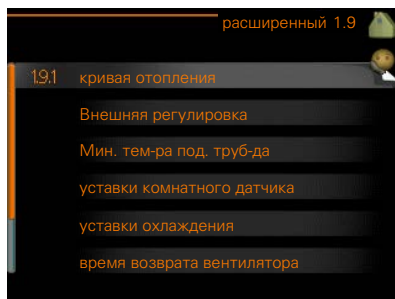 расширенный 1.9
1.9.1 кривая отопления
Внешняя регулировка
Мин. тем-ра под. труб-да
уставки комнатного датчика
уставки охлаждения
время возврата вентилятора